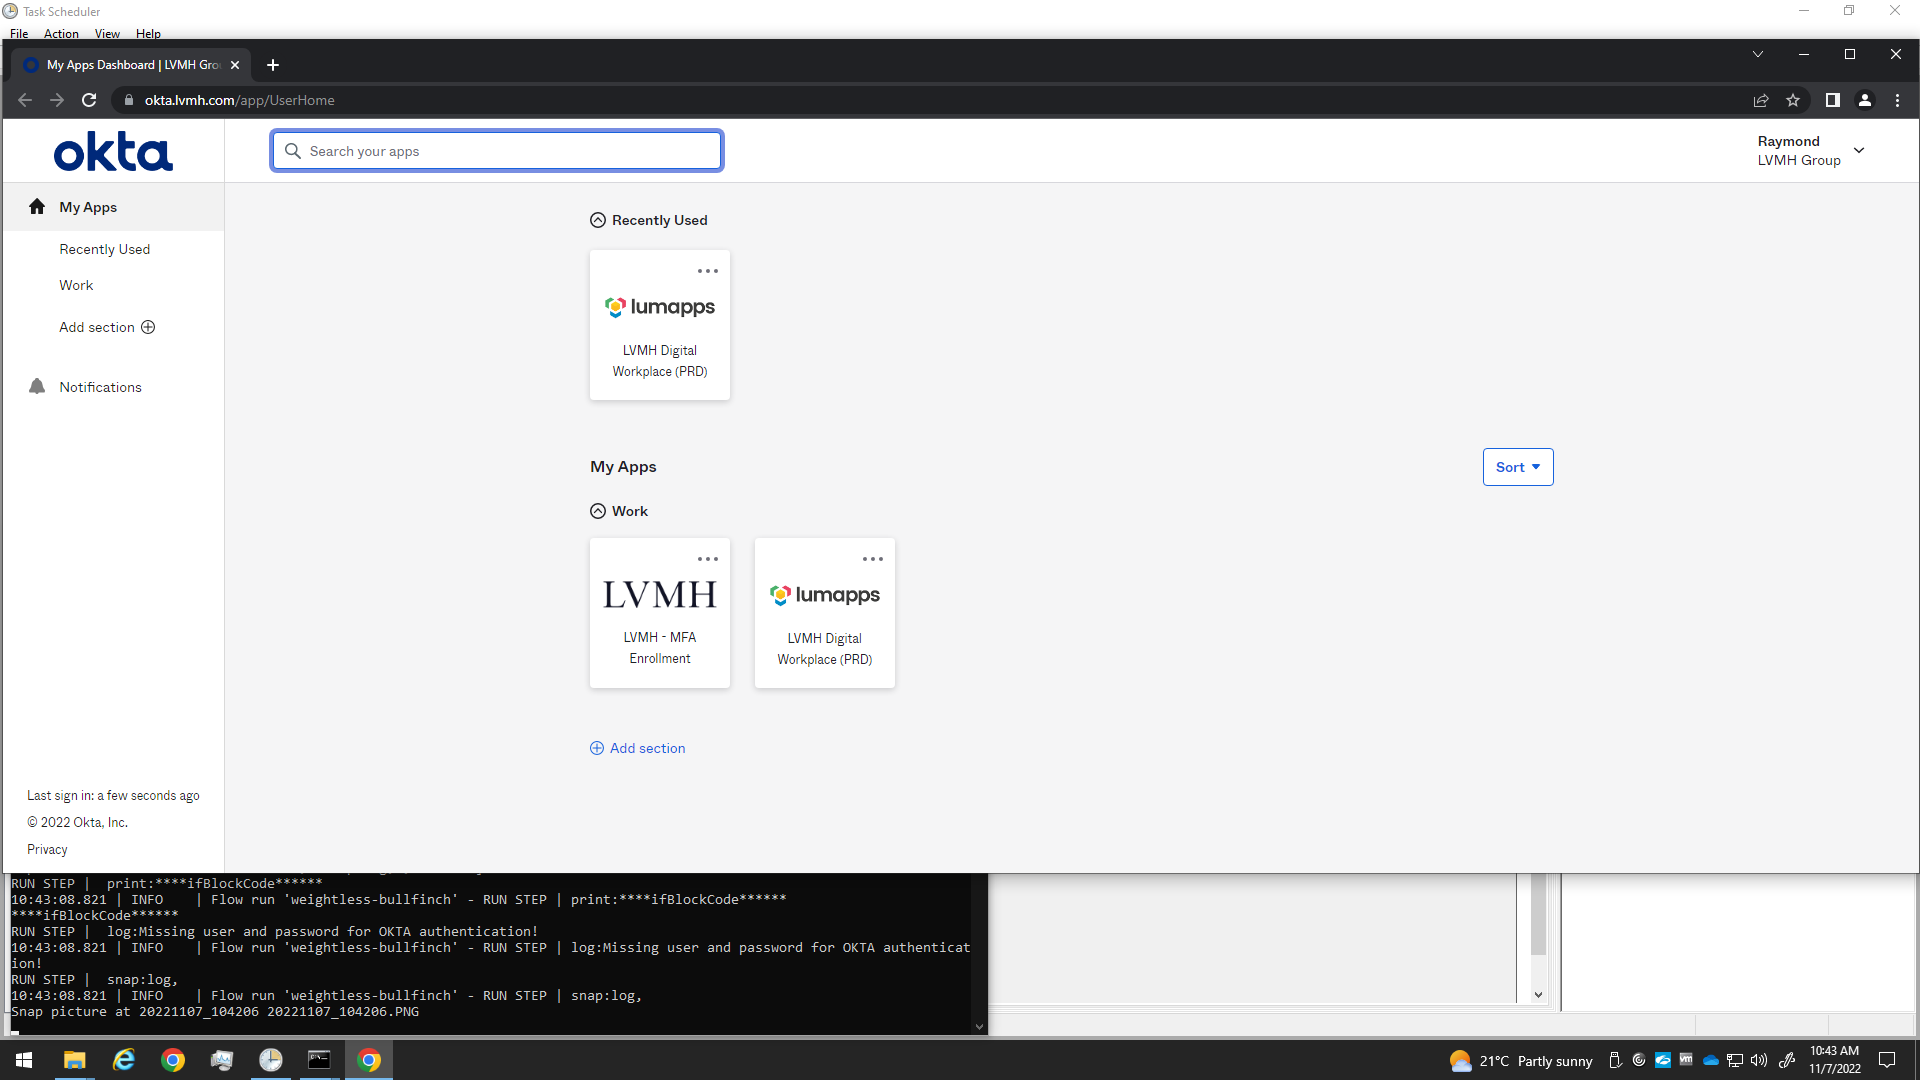 Task Scheduler
File Action View Help
My Apps Dashboard | LVMH Gro
okta.lvmh.com/app/UserHome
okta
Search your apps
Raymond
LVMH Group
My Apps
Recently Used
Work
Add section
Notifications
Recently Used
lumapps
LVMH Digital
Workplace (PRD)
My Apps
Sort
Work
LVMH
LVMH - MFA
Enrollment
lumapps
LVMH Digital
Workplace (PRD)
Add section
Last sign in: a few seconds ago
© 2022 Okta, Inc.
Privacy
RUN STEP |  print:****ifBlockCode******
10:43:08.821 | INFO    | Flow run 'weightless-bullfinch' - RUN STEP | print:****ifBlockCode******
****ifBlockCode******
RUN STEP |  log:Missing user and password for OKTA authentication!
10:43:08.821 | INFO    | Flow run 'weightless-bullfinch' - RUN STEP | log:Missing user and password for OKTA authenticat
ion!
RUN STEP |  snap:log,
10:43:08.821 | INFO    | Flow run 'weightless-bullfinch' - RUN STEP | snap:log,
Snap picture at 20221107_104206 20221107_104206.PNG
21°C Partly sunny
10:43 AM
11/7/2022